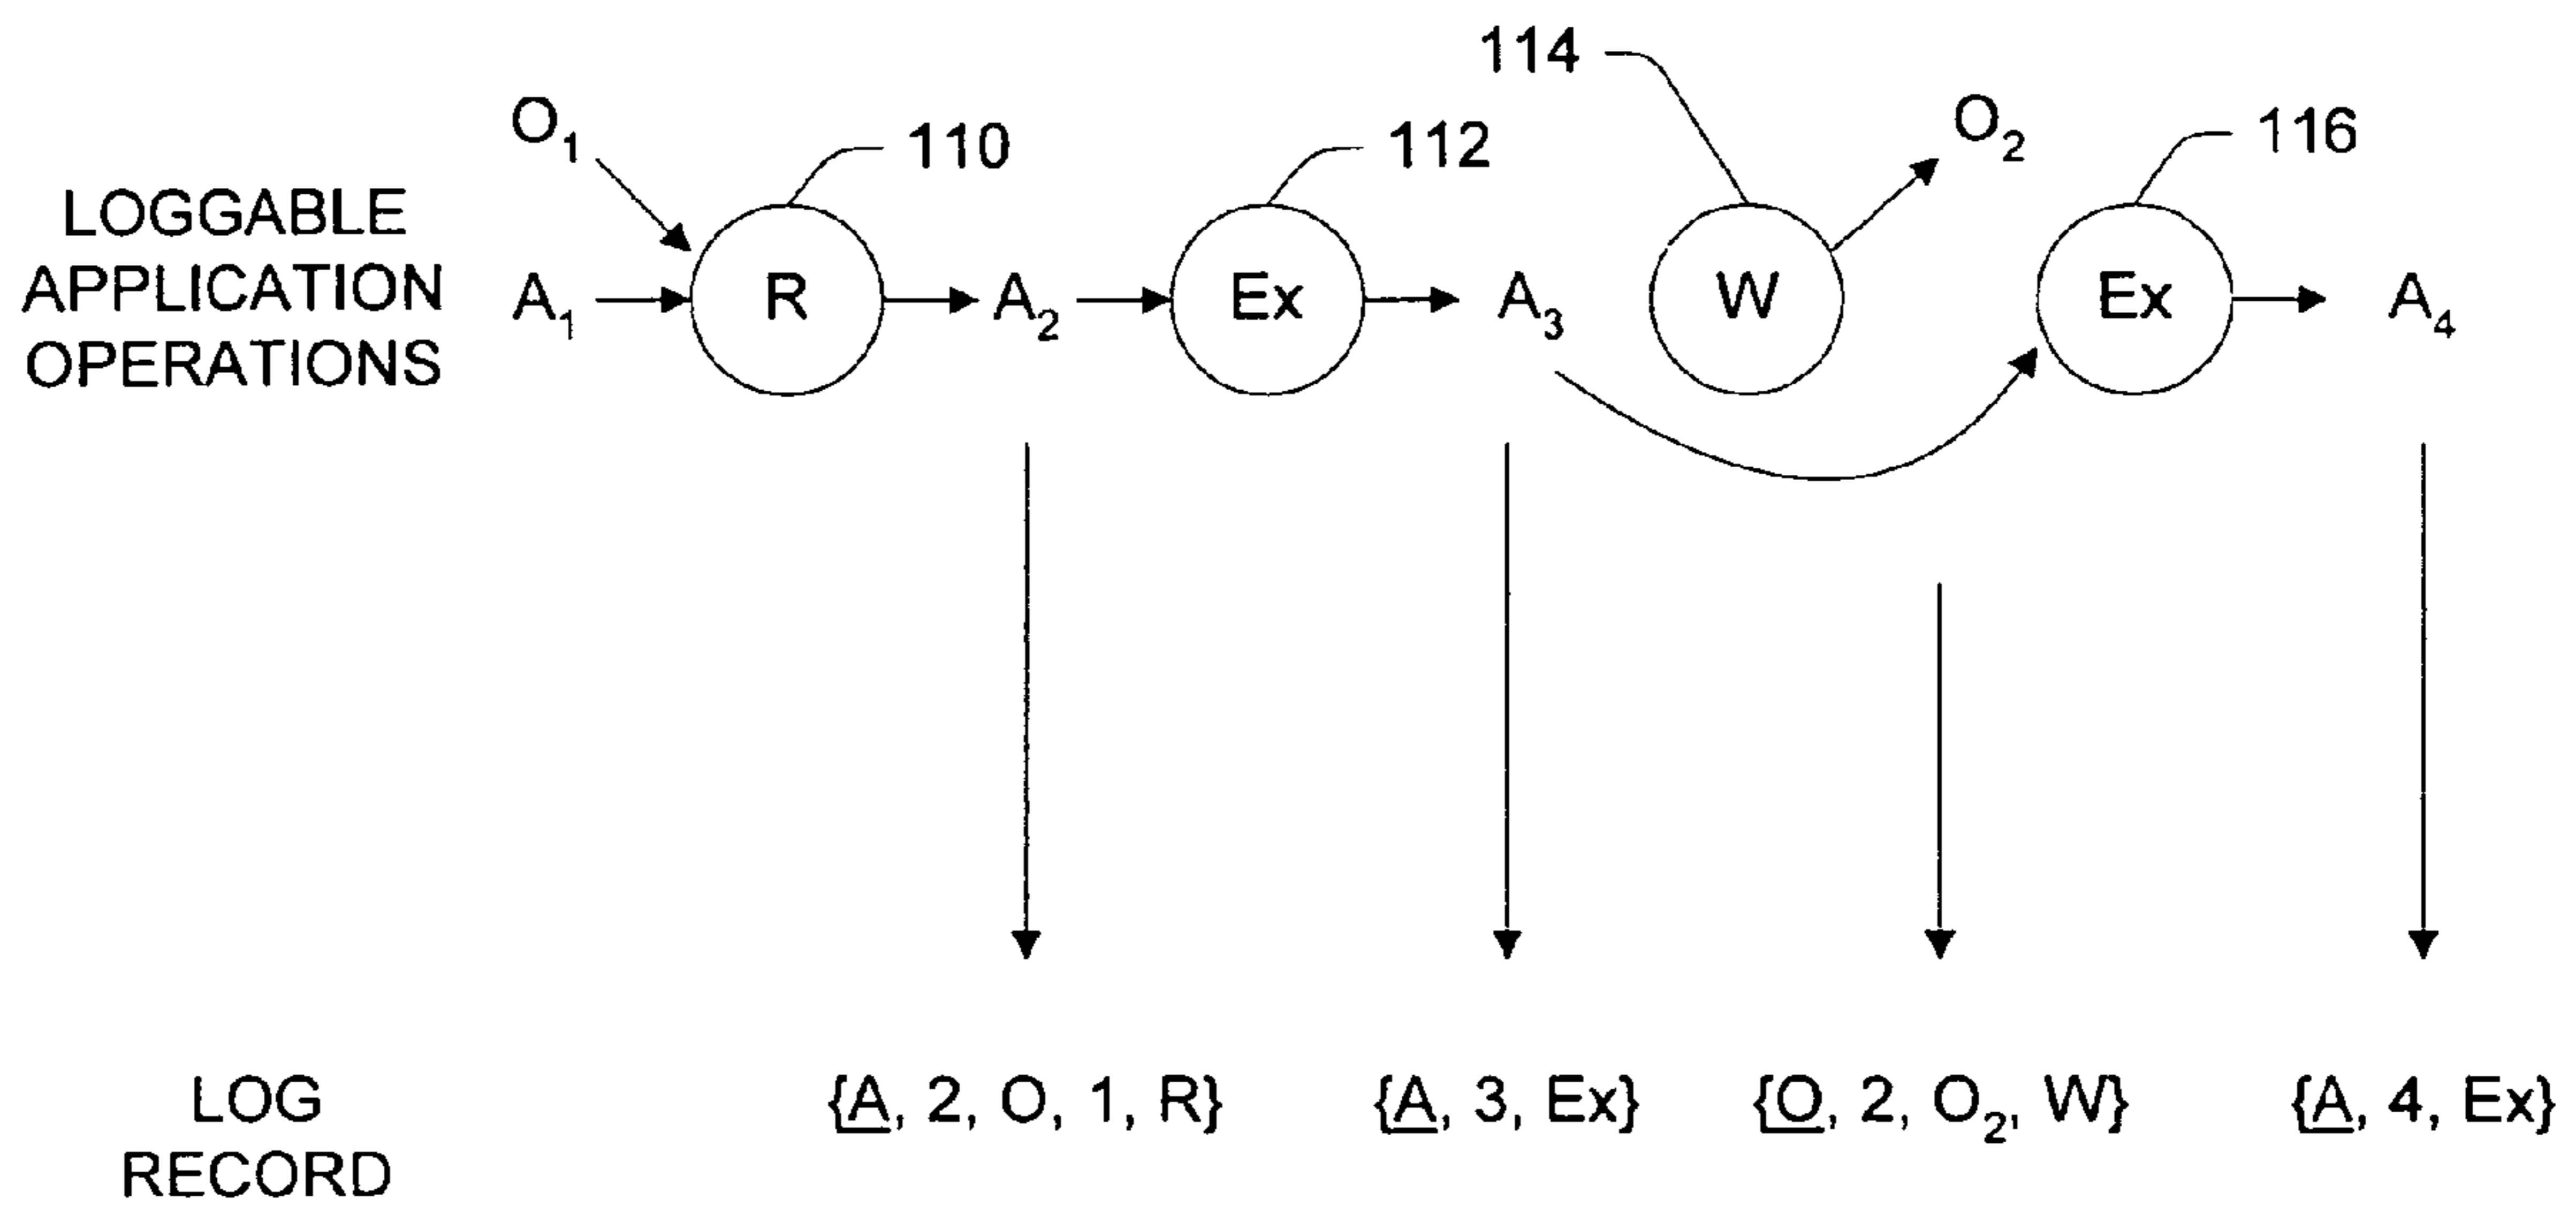 114
O₁ 110 112 O₂ 116
LOGGABLE
APPLICATION
OPERATIONS
A₁ R A₂ Ex A₃ W Ex A₄
LOG
RECORD
{A, 2, O, 1, R} {A, 3, Ex} {O, 2, O₂, W} {A, 4, Ex}